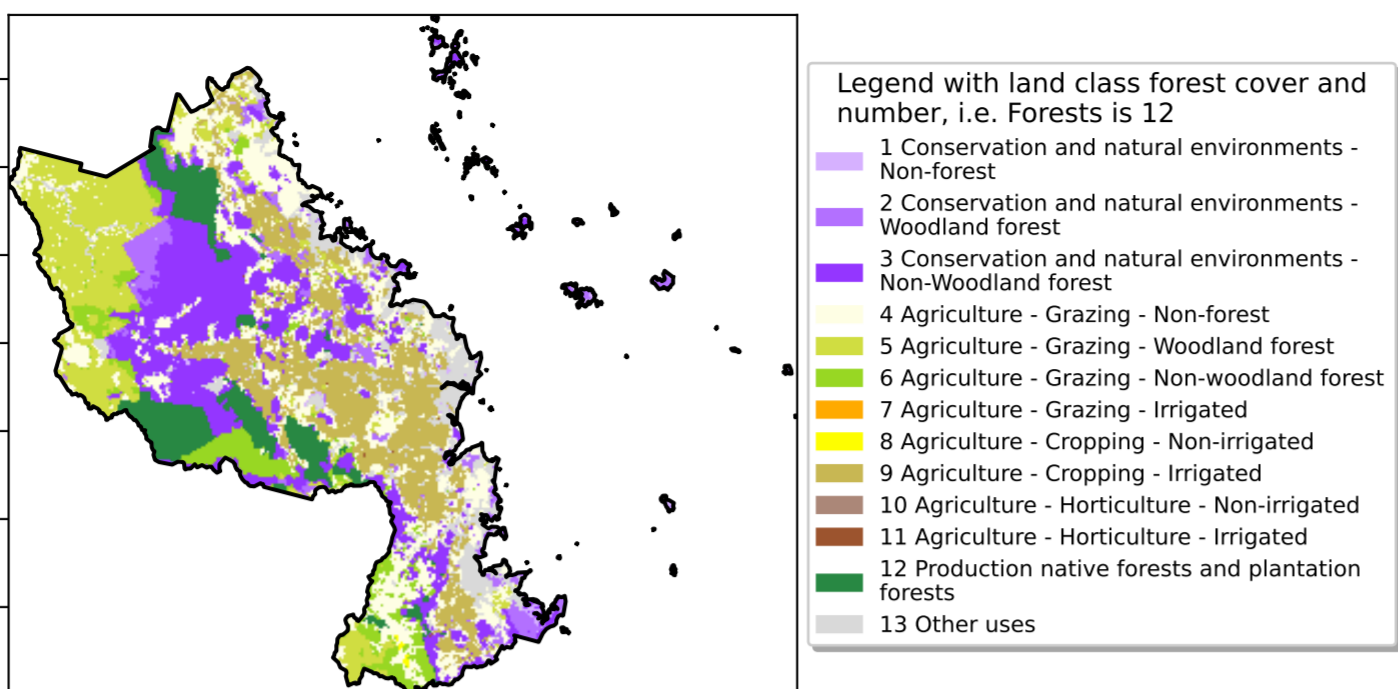 Legend with land class forest cover and
number, i.e. Forests is 12
1 Conservation and natural environments -
Non-forest
2 Conservation and natural environments -
Woodland forest
3 Conservation and natural environments -
Non-Woodland forest
4 Agriculture - Grazing - Non-forest
5 Agriculture - Grazing - Woodland forest
6 Agriculture - Grazing - Non-woodland forest
7 Agriculture - Grazing - Irrigated
8 Agriculture - Cropping - Non-irrigated
9 Agriculture - Cropping - Irrigated
10 Agriculture - Horticulture - Non-irrigated
11 Agriculture - Horticulture - Irrigated
12 Production native forests and plantation
forests
13 Other uses